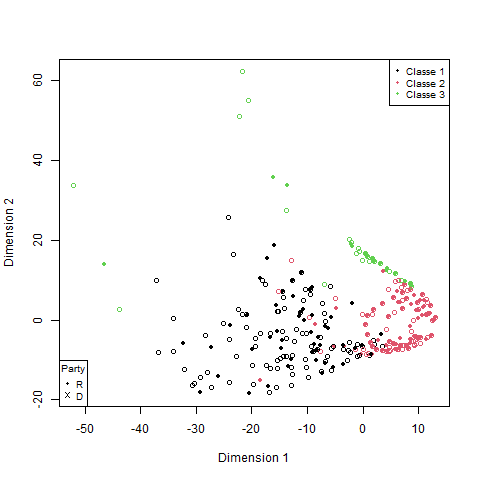 Classe 1
Classe 2
Classe 3
60
40
20
0
-20
Dimension 2
Party
R
D
-50 -40 -30 -20 -10 0 10
Dimension 1